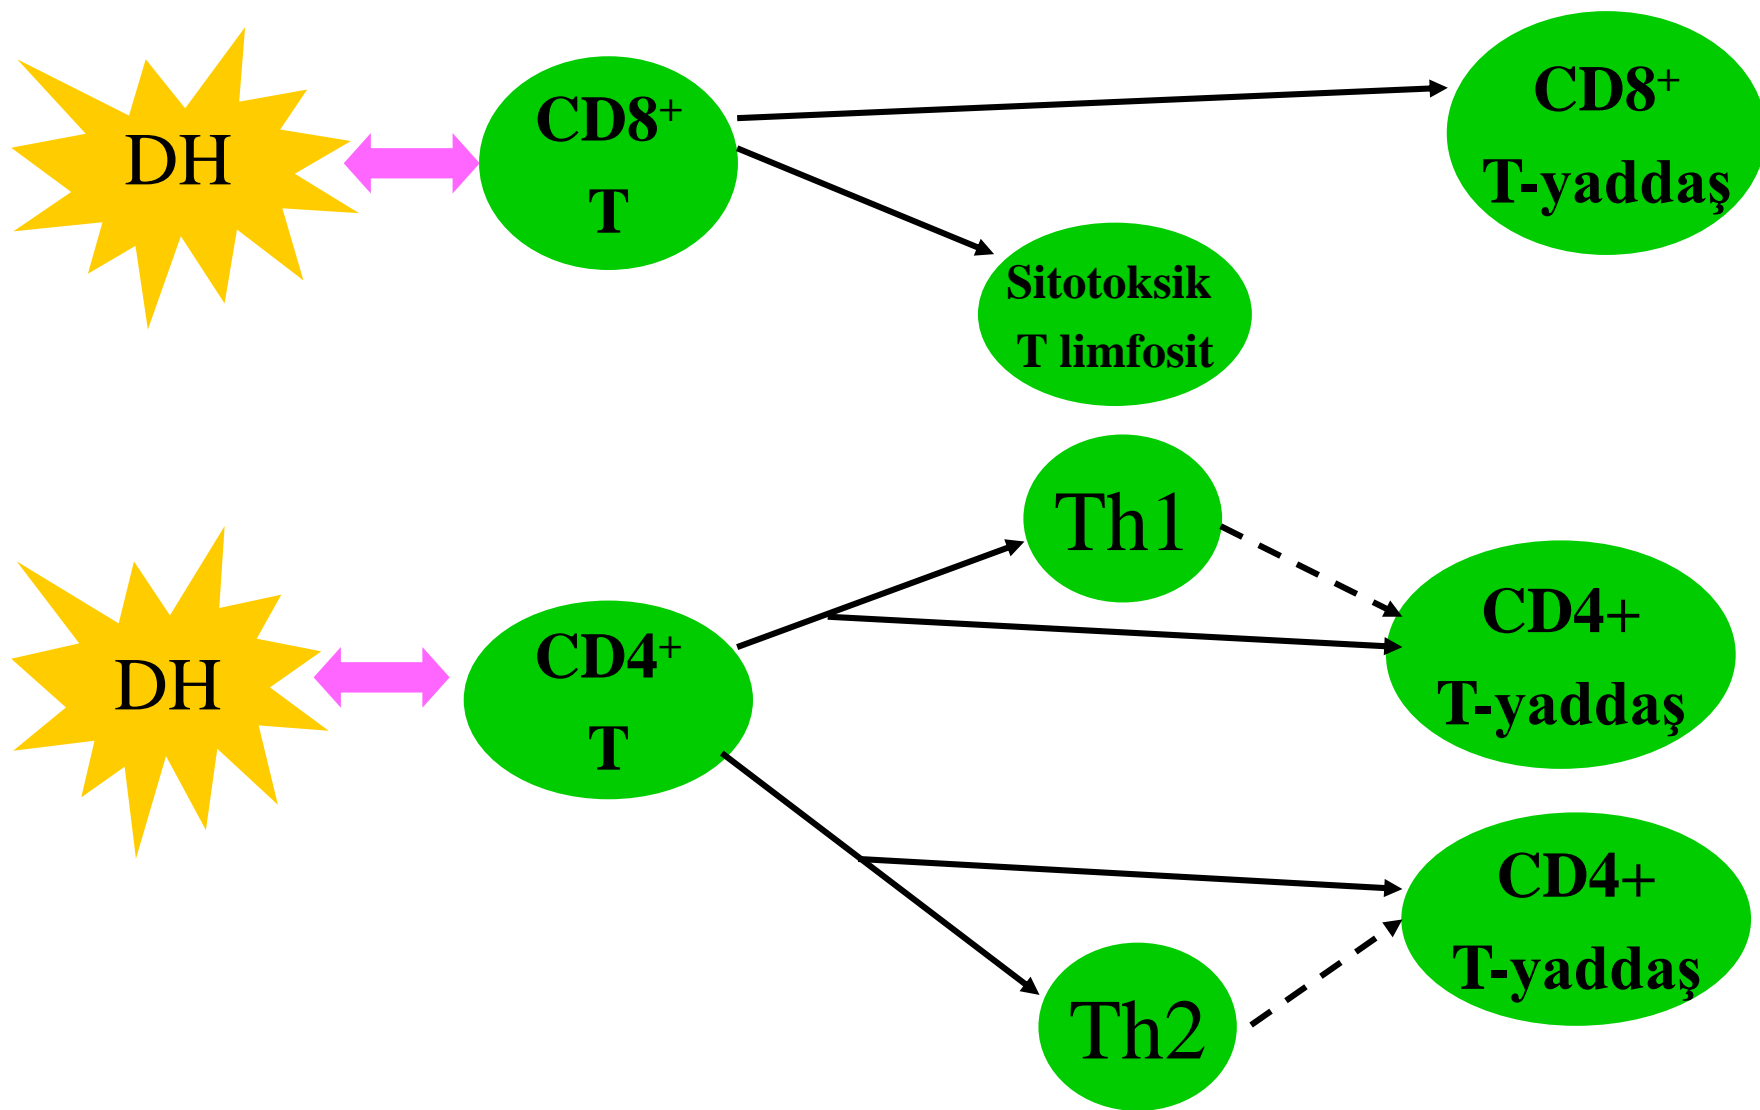 DH
CD8⁺
T
CD8⁺
T-yaddaş
Sitotoksik
T limfosit
Th1
DH
CD4⁺
T
CD4+
T-yaddaş
CD4+
T-yaddaş
Th2